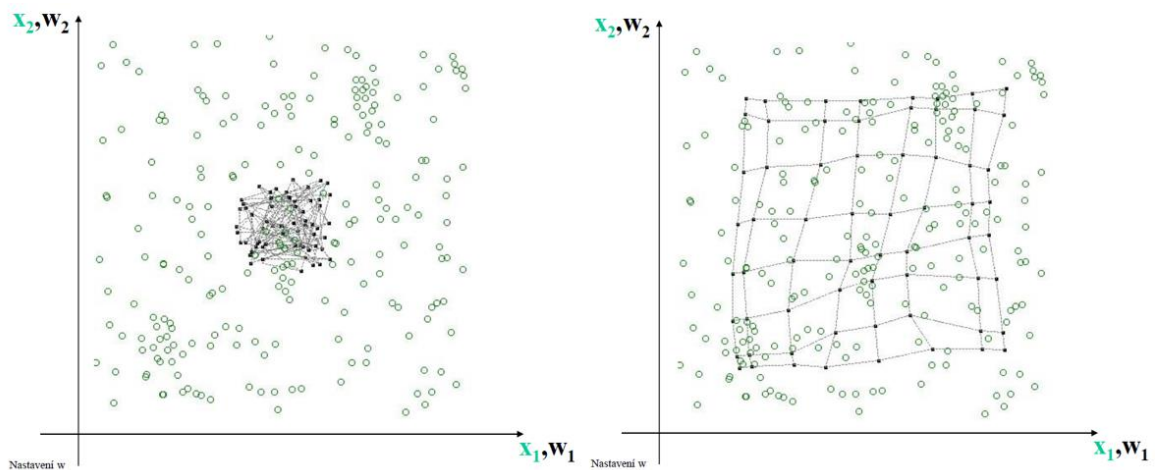 x₂,w₂
x₁,w₁
Nastavení w
x₂,w₂
x₁,w₁
Nastavení w